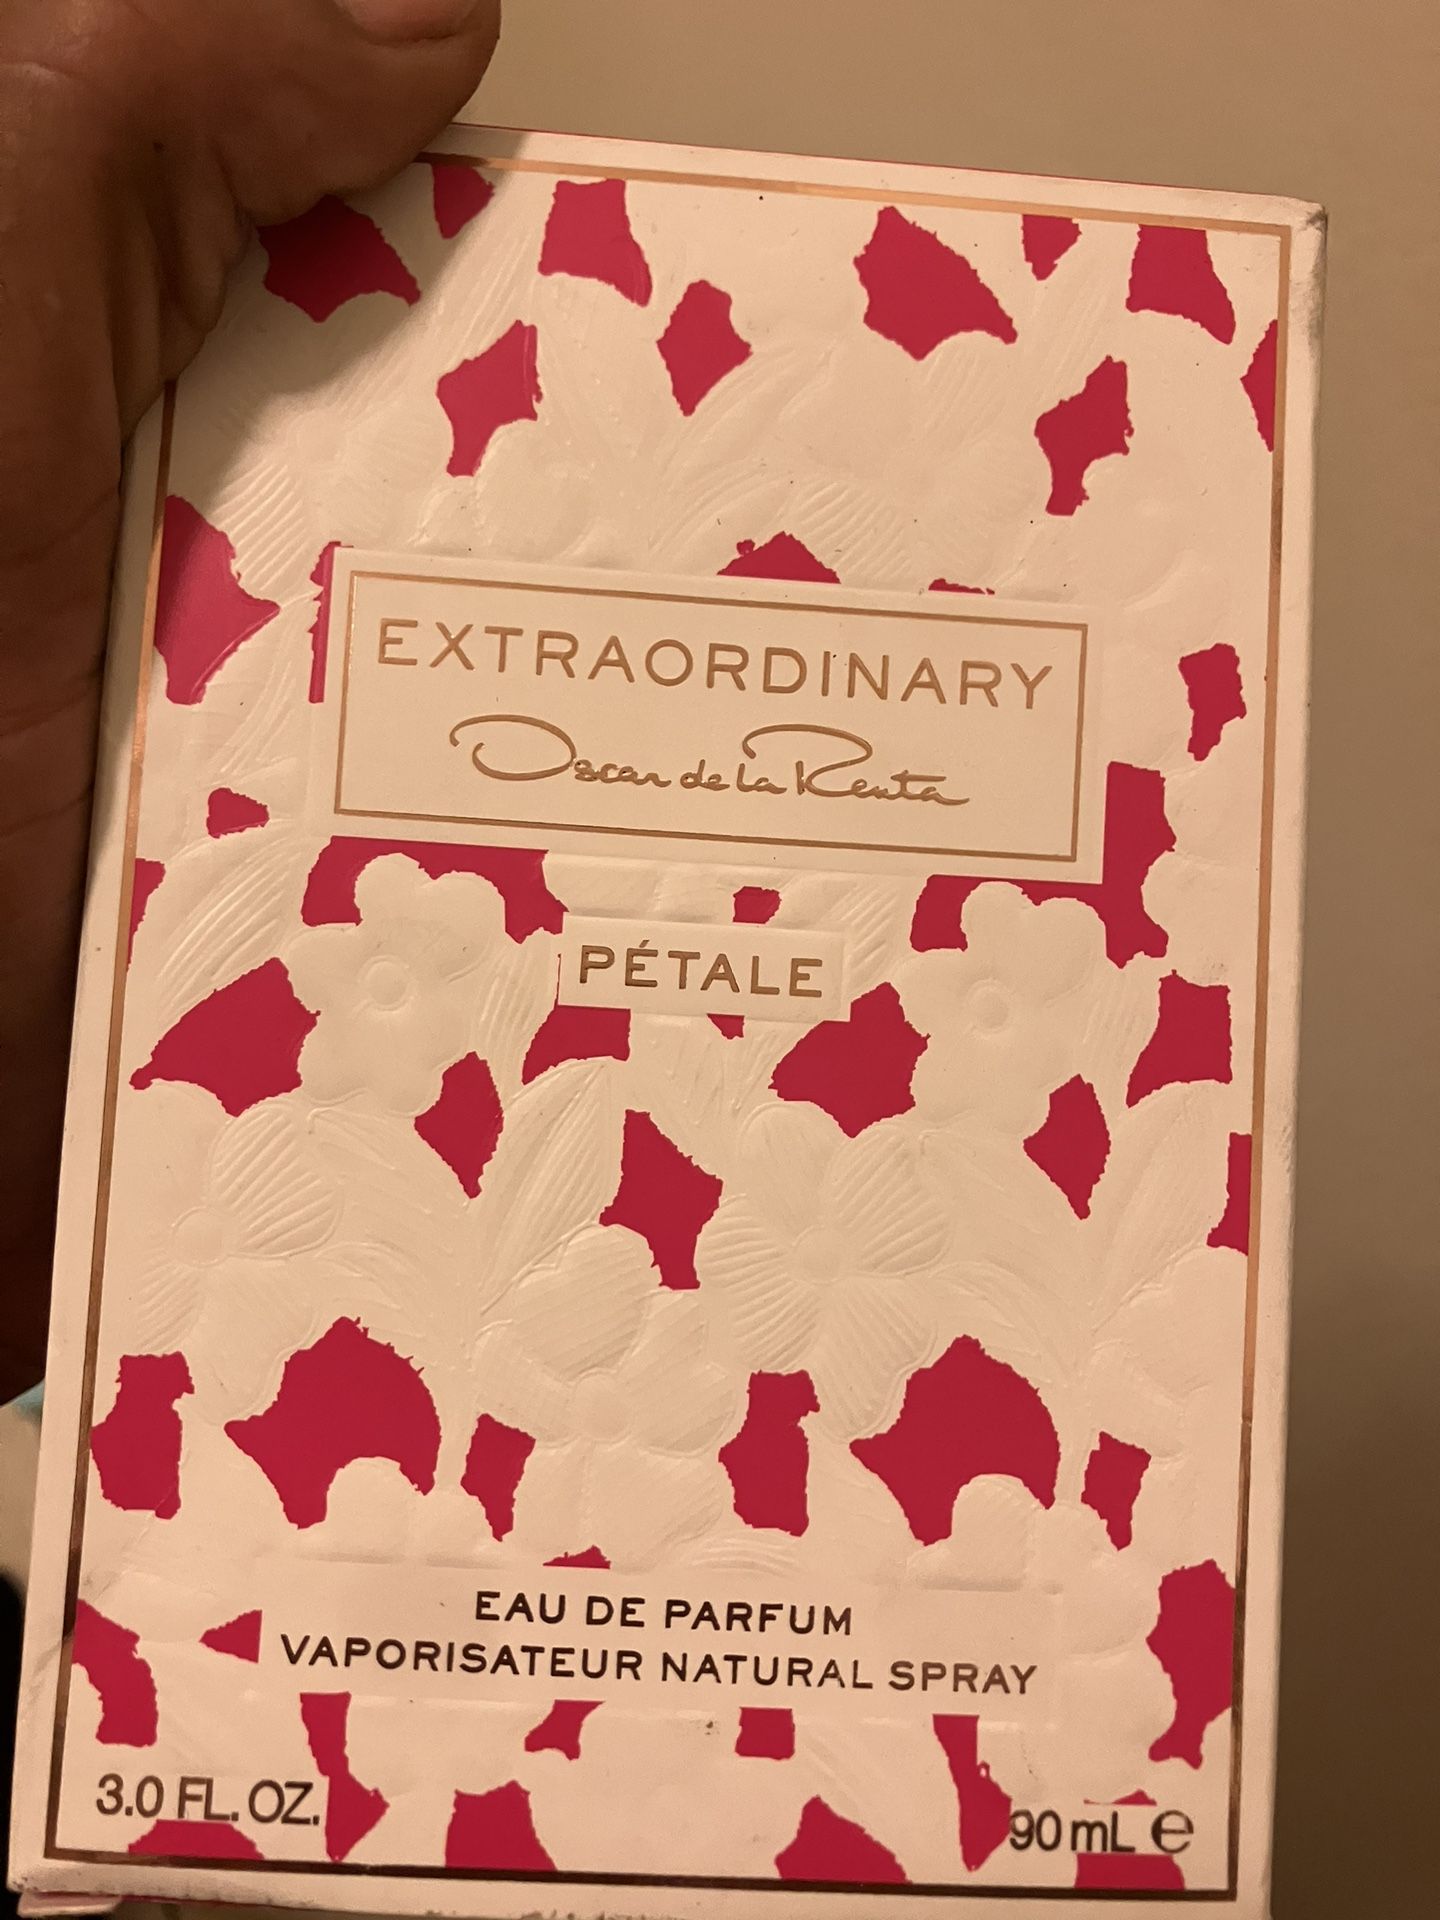 EXTRAORDINARY
Oscar de la Renta
PÉTALE
EAU DE PARFUM
VAPORISATEUR NATURAL SPRAY
3.0 FL. OZ.
90 mL ℮